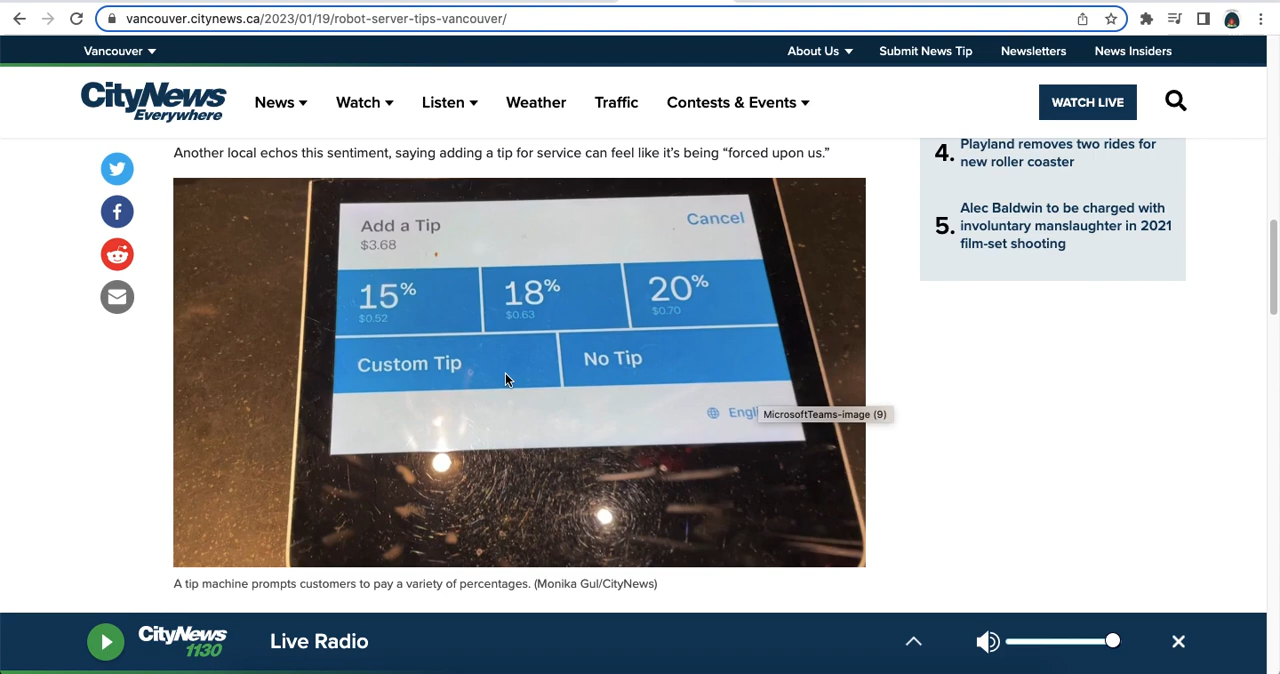 vancouver.citynews.ca/2023/01/19/robot-server-tips-vancouver/
Vancouver
About Us
Submit News Tip
Newsletters
News Insiders
CityNews
Everywhere
News
Watch
Listen
Weather
Traffic
Contests & Events
WATCH LIVE
Another local echos this sentiment, saying adding a tip for service can feel like it's being “forced upon us.”
Add a Tip
$3.68
Cancel
15%
$0.52
18%
$0.63
20%
$0.70
Custom Tip
No Tip
Engli
MicrosoftTeams-image (9)
A tip machine prompts customers to pay a variety of percentages. (Monika Gul/CityNews)
4. Playland removes two rides for
new roller coaster
5. Alec Baldwin to be charged with
involuntary manslaughter in 2021
film-set shooting
CityNews
1130
Live Radio